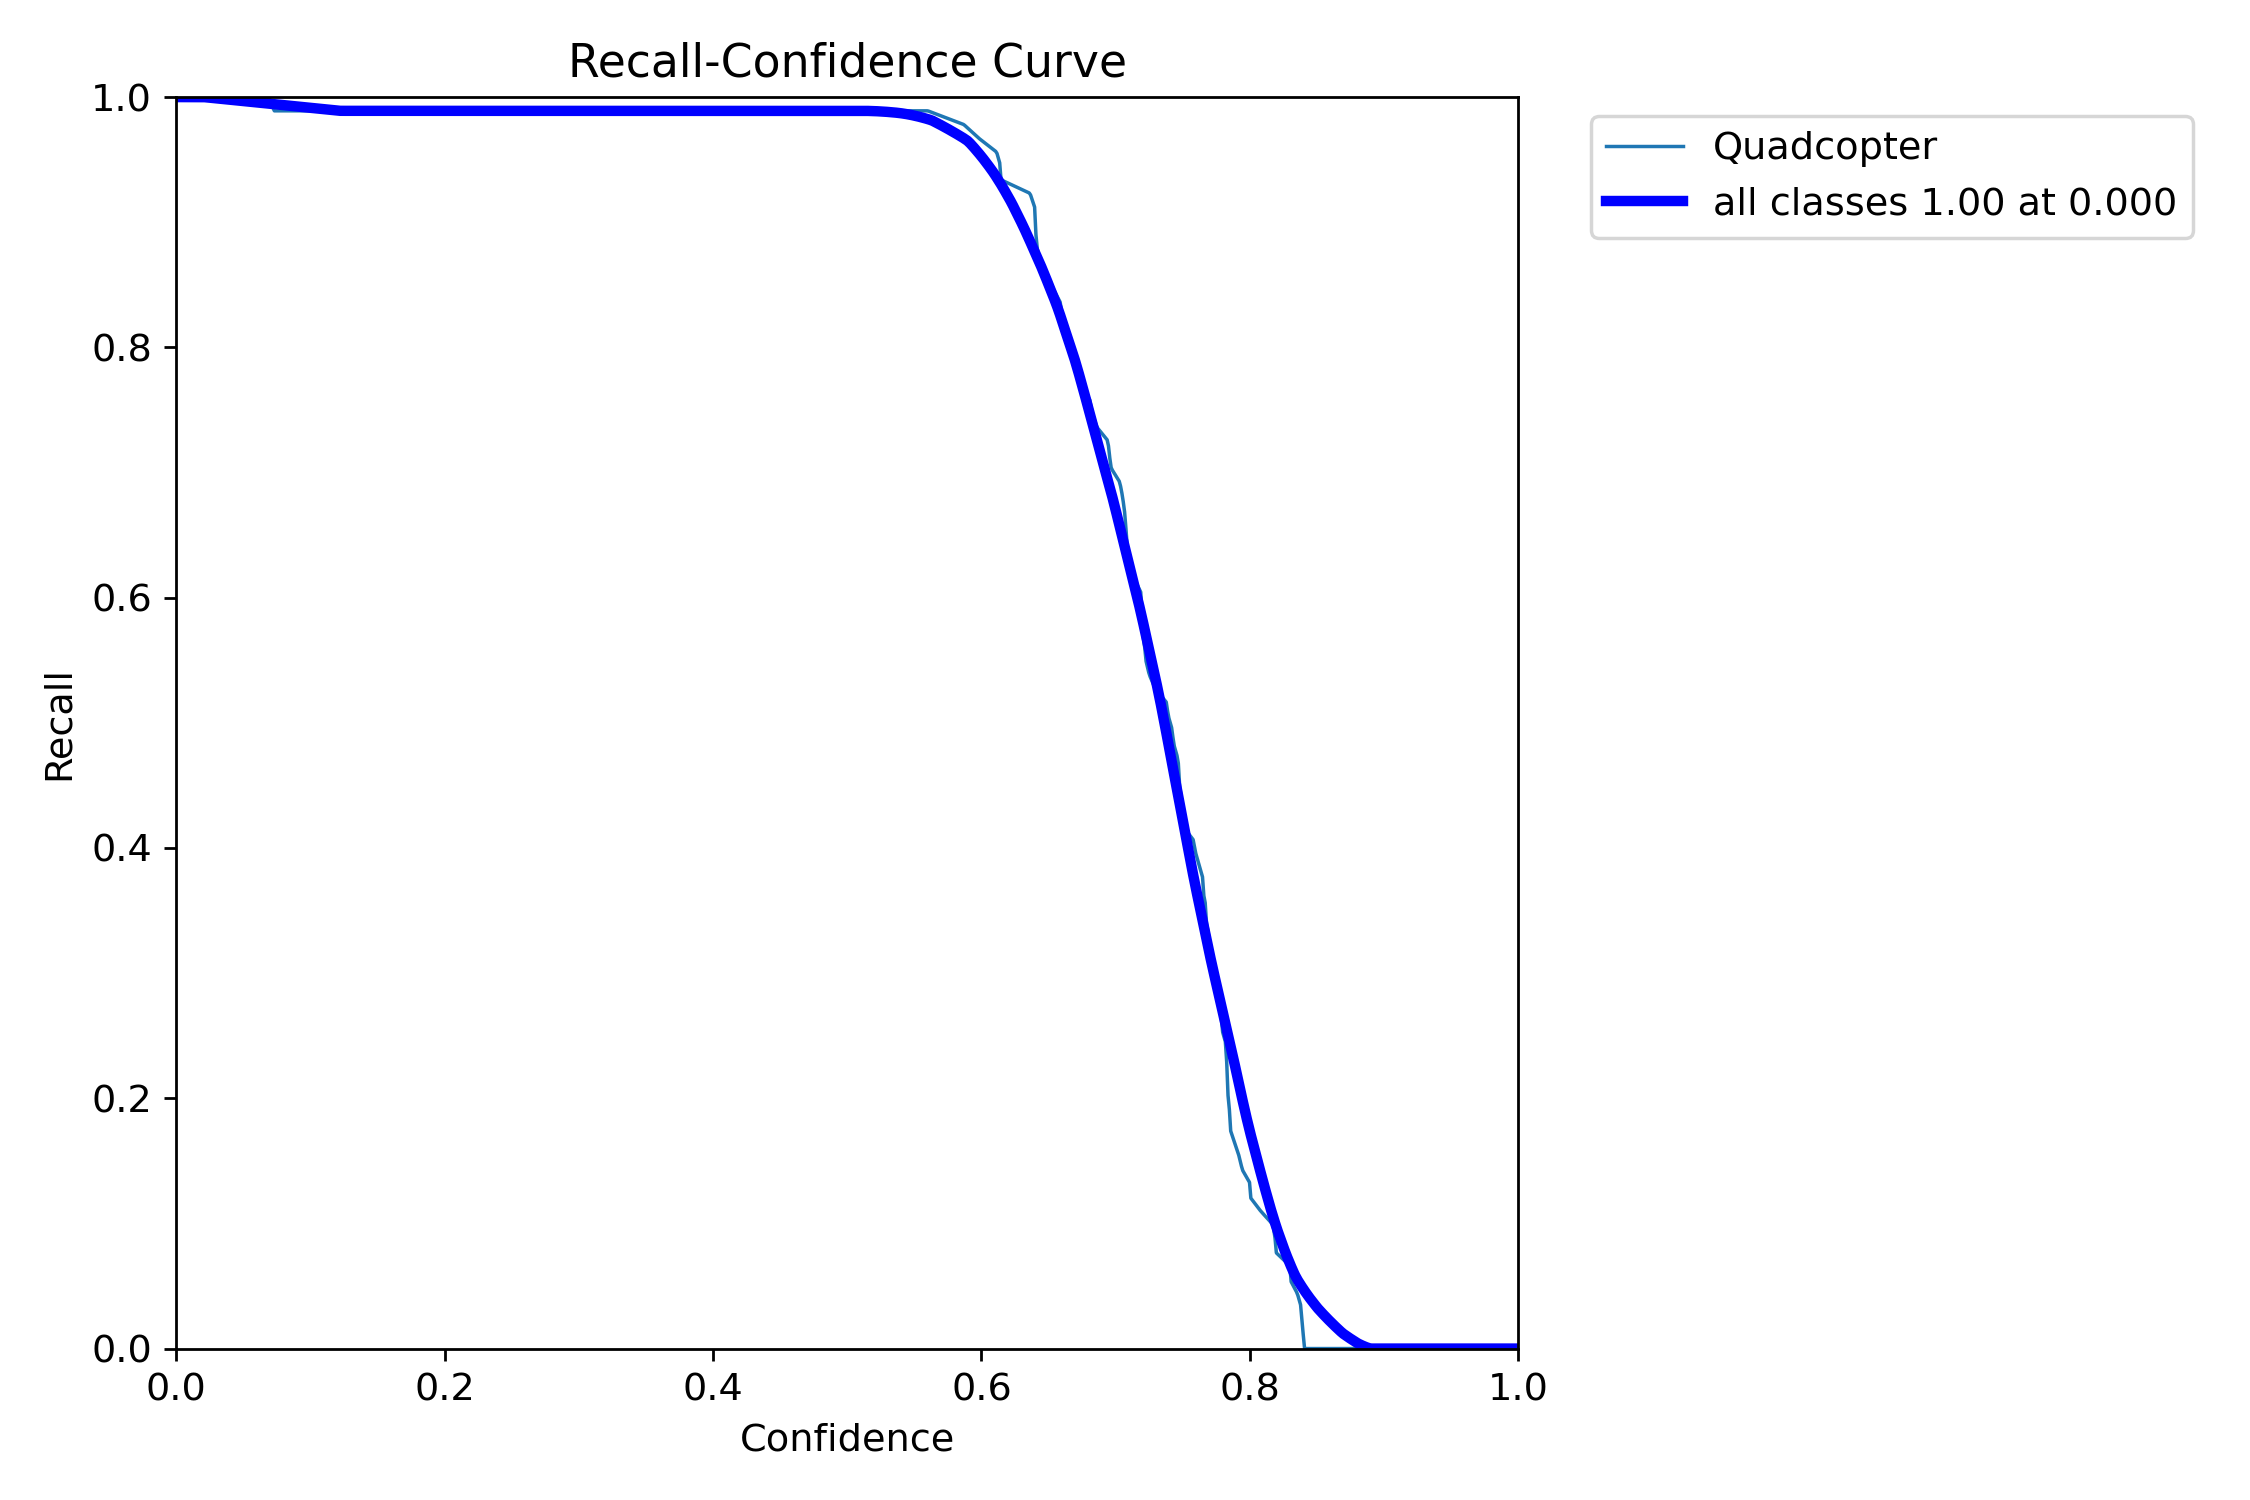 Recall-Confidence Curve
1.0
0.8
0.6
0.4
0.2
0.0
Recall
0.0 0.2 0.4 0.6 0.8 1.0
Confidence
Quadcopter
all classes 1.00 at 0.000